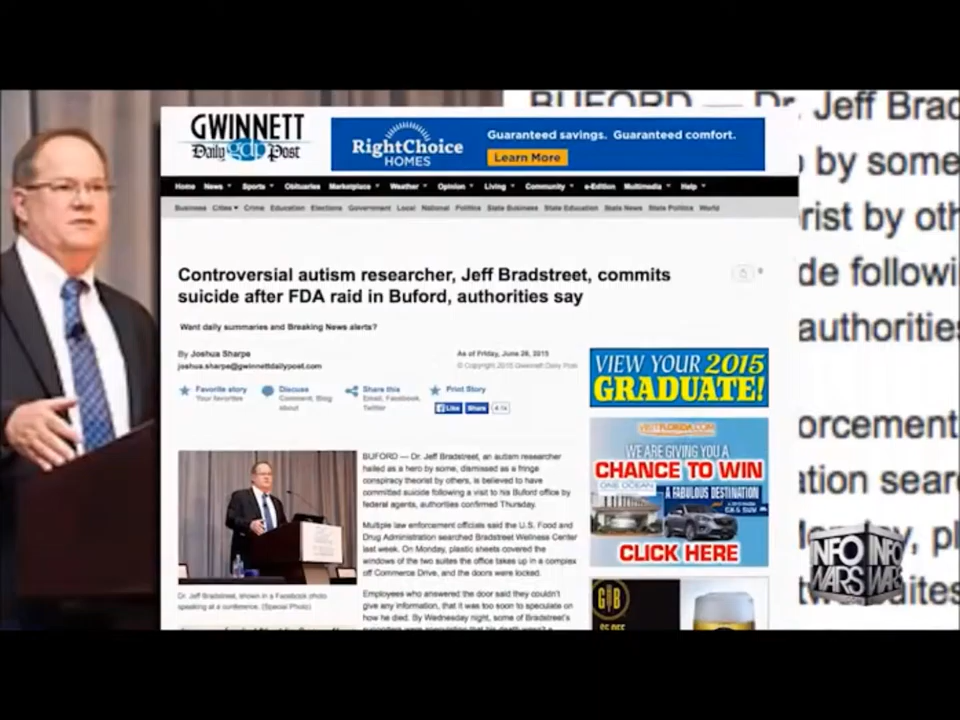 BUFORD — Dr. Jeff Brad
by some
rist by oth
de followi
authorities
orcement
ation sear
y, pl
aites
GWINNETT
Daily gdp Post
RightChoice
HOMES
Guaranteed savings. Guaranteed comfort.
Learn More
Home News Sports Obituaries Marketplace Weather Opinion Living Community e-Edition Multimedia Help
Business Cities Crime Education Elections Government Local National Politics State Business State Education State News State Politics World
Controversial autism researcher, Jeff Bradstreet, commits
suicide after FDA raid in Buford, authorities say
0
Want daily summaries and Breaking News alerts?
By Joshua Sharpe
joshua.sharpe@gwinnettdailypost.com
As of Friday, June 26, 2015
© Copyright 2015 Gwinnett Daily Post
Favorite story
Your favorites
Discuss
Comment, Blog
about
Share this
Email, Facebook,
Twitter
Print Story
Like Share
BUFORD — Dr. Jeff Bradstreet, an autism researcher
hailed as a hero by some, dismissed as a fringe
conspiracy theorist by others, is believed to have
committed suicide following a visit to his Buford office by
federal agents, authorities confirmed Thursday.
Multiple law enforcement officials said the U.S. Food and
Drug Administration searched Bradstreet Wellness Center
last week. On Monday, plastic sheets covered the
windows of the two suites the office takes up in a complex
off Commerce Drive, and the doors were locked.
Employees who answered the door said they couldn't
give any information, that it was too soon to speculate on
how he died. By Wednesday night, some of Bradstreet's
Dr. Jeff Bradstreet, shown in a Facebook photo
speaking at a conference. (Special Photo)
VIEW YOUR 2015
GRADUATE!
VISITFLORIDA.COM
WE ARE GIVING YOU A
CHANCE TO WIN
ONE OCEAN
A FABULOUS DESTINATION
CLICK HERE
G B
$5 OFF
INFO INFO
WARS WARS